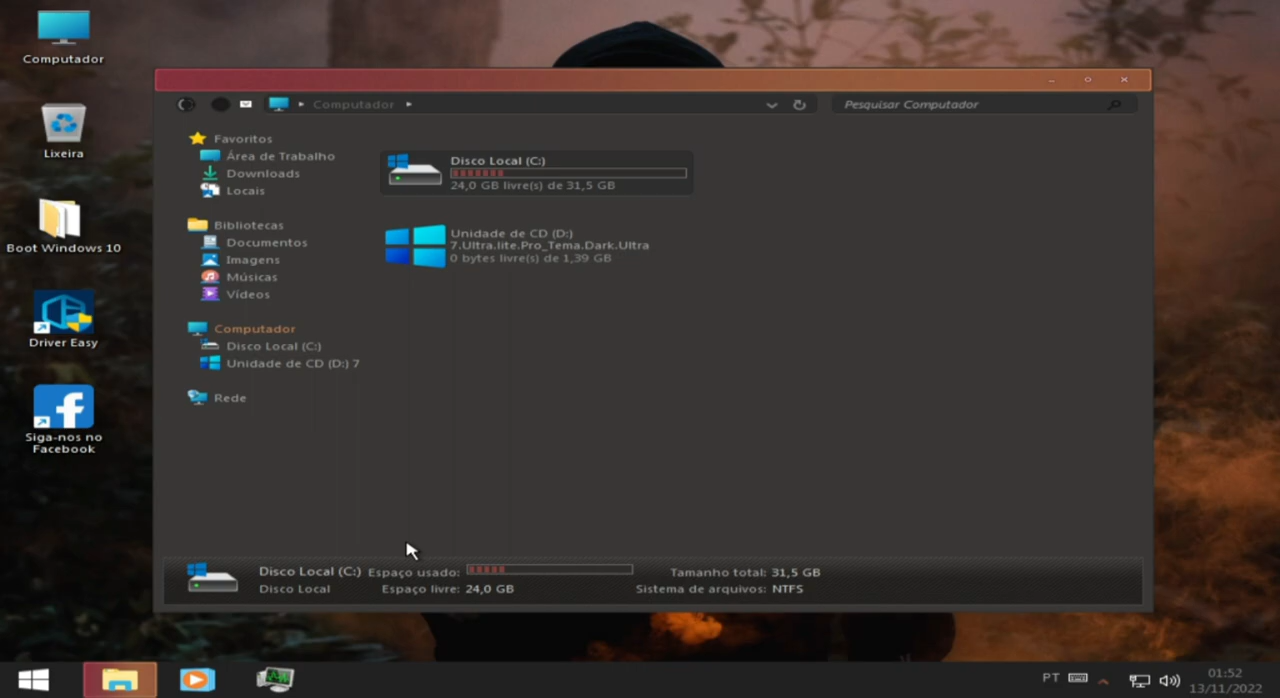 Computador
Lixeira
Boot Windows 10
Driver Easy
Siga-nos no
Facebook
Computador
Pesquisar Computador
Favoritos
Área de Trabalho
Downloads
Locais
Bibliotecas
Documentos
Imagens
Músicas
Vídeos
Computador
Disco Local (C:)
Unidade de CD (D:) 7
Rede
Disco Local (C:)
24,0 GB livre(s) de 31,5 GB
Unidade de CD (D:)
7.Ultra.lite.Pro_Tema.Dark.Ultra
0 bytes livre(s) de 1,39 GB
Disco Local (C:) Espaço usado: Tamanho total: 31,5 GB
Disco Local Espaço livre: 24,0 GB Sistema de arquivos: NTFS
PT
01:52
13/11/2022